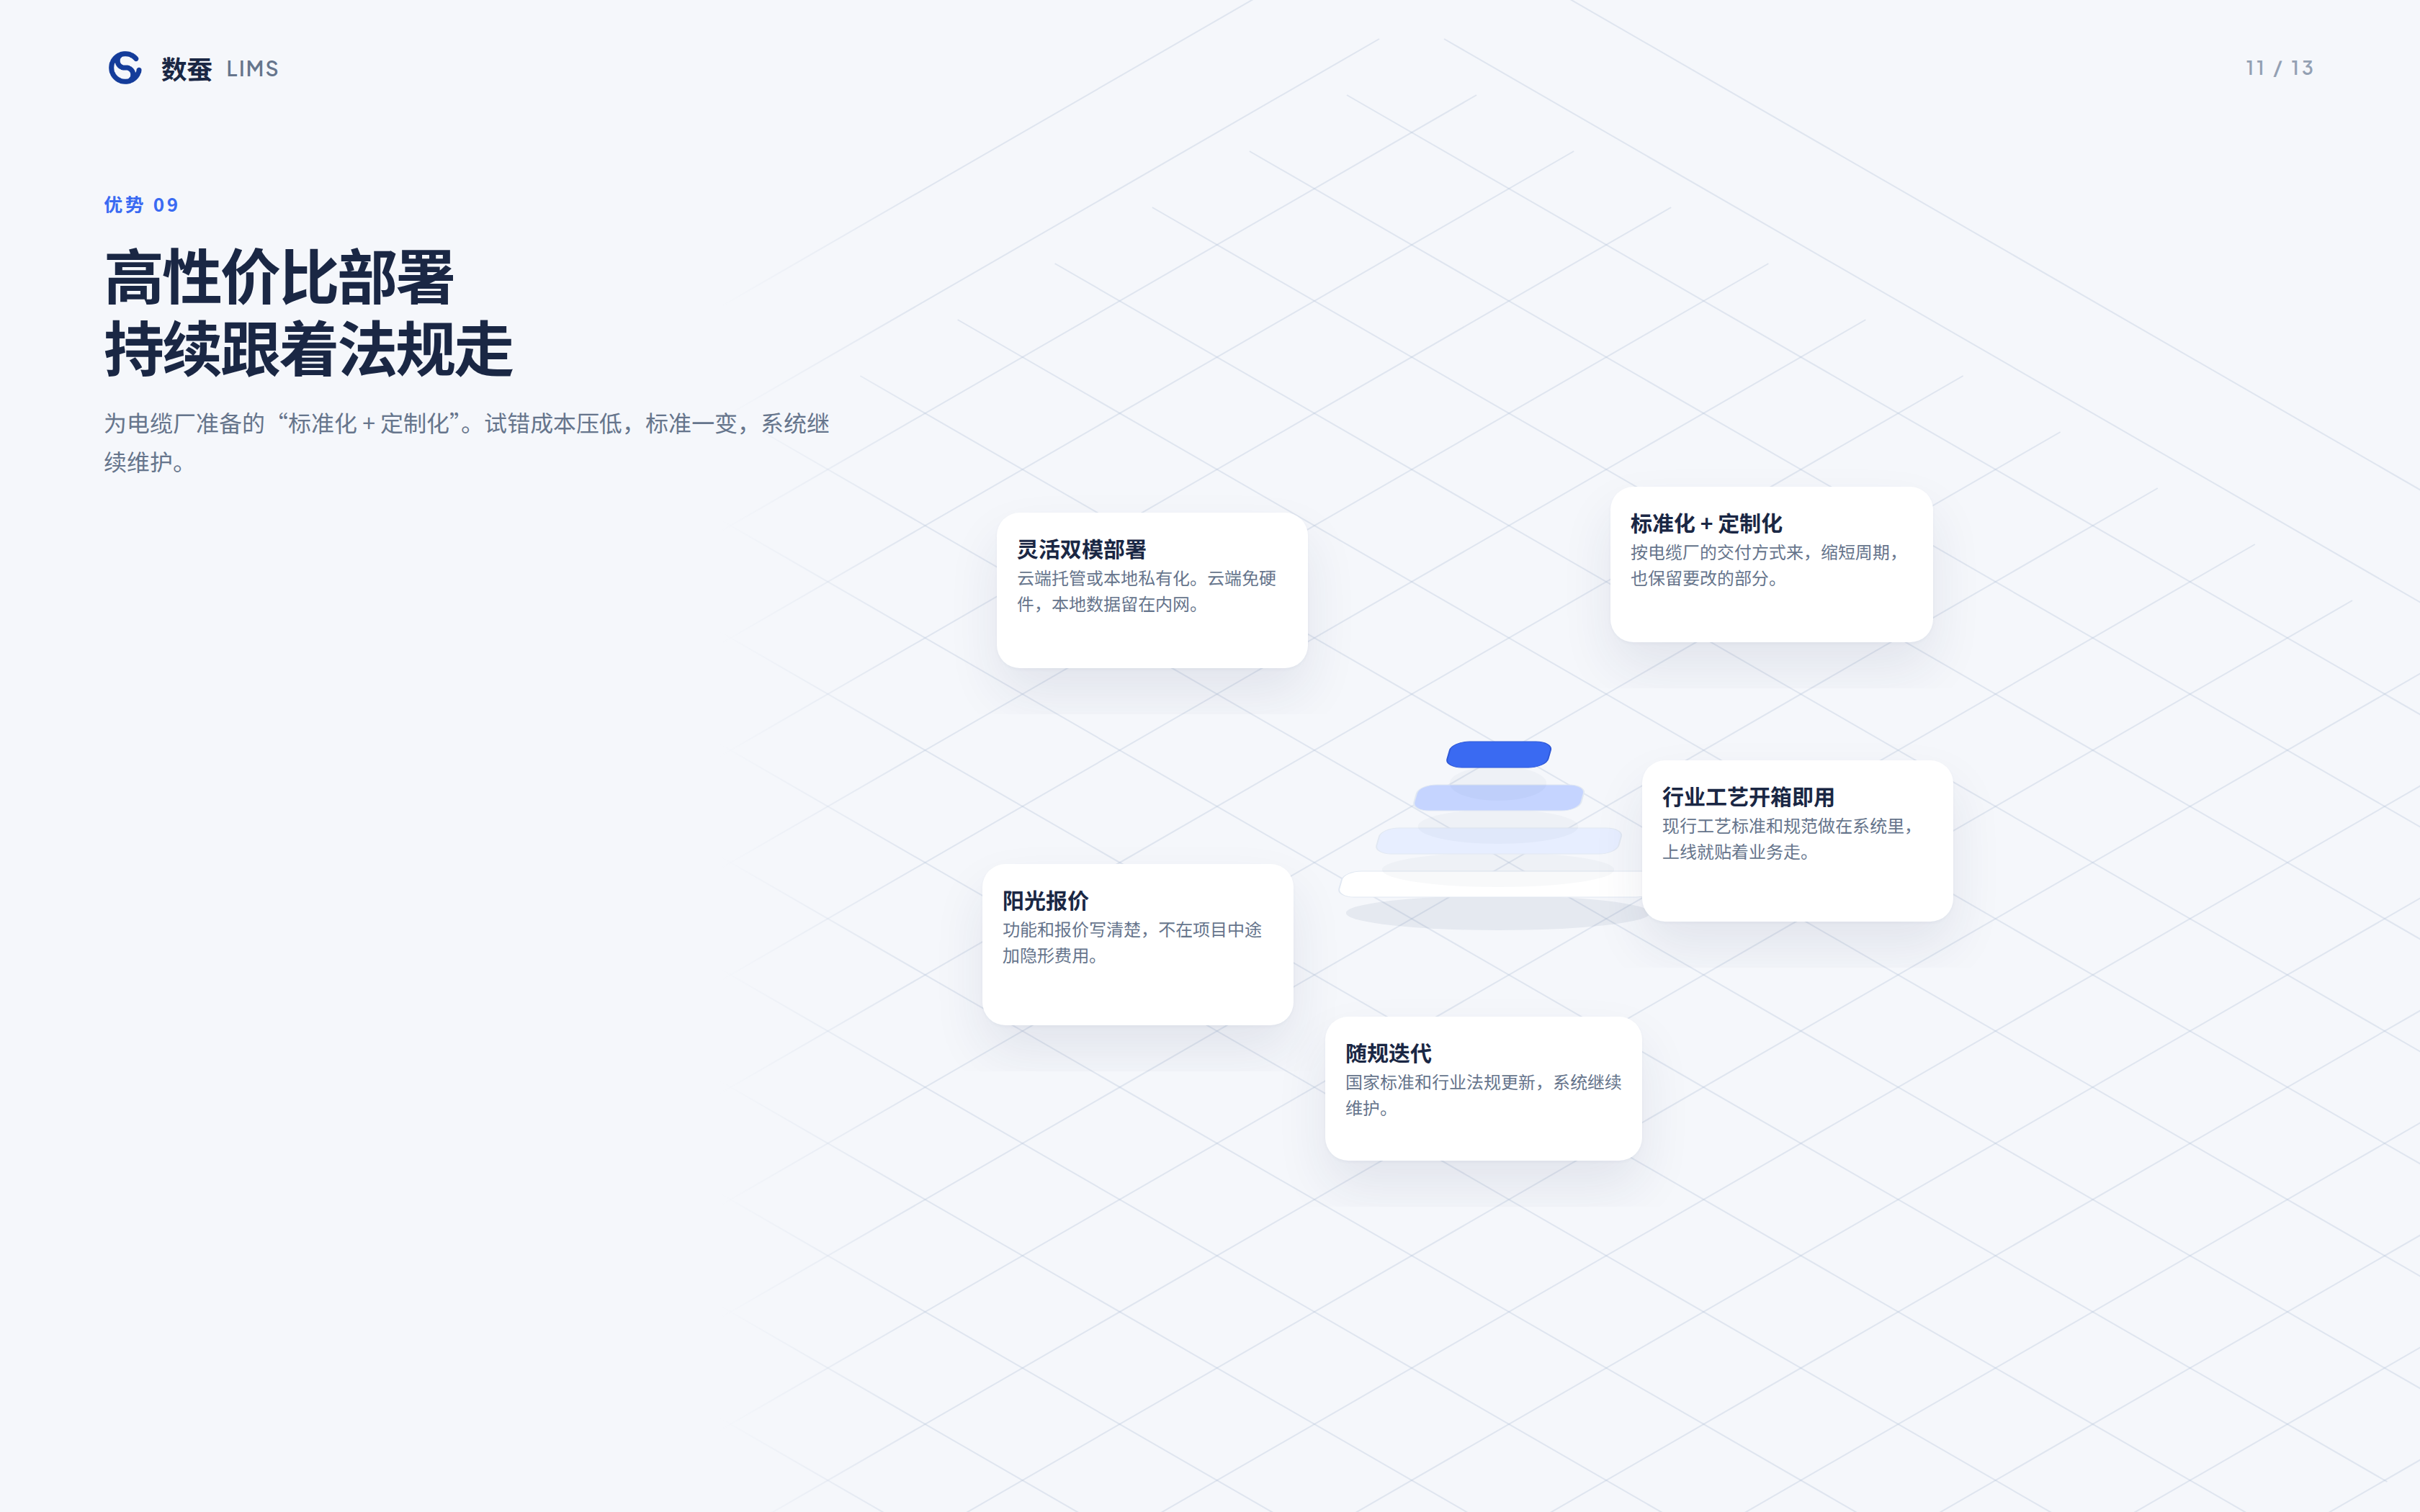 数蚕 LIMS
11 / 13
优势 09
高性价比部署
持续跟着法规走
为电缆厂准备的“标准化 + 定制化”。试错成本压低，标准一变，系统继
续维护。
灵活双模部署
云端托管或本地私有化。云端免硬
件，本地数据留在内网。
标准化 + 定制化
按电缆厂的交付方式来，缩短周期，
也保留要改的部分。
行业工艺开箱即用
现行工艺标准和规范做在系统里，
上线就贴着业务走。
阳光报价
功能和报价写清楚，不在项目中途
加隐形费用。
随规迭代
国家标准和行业法规更新，系统继续
维护。